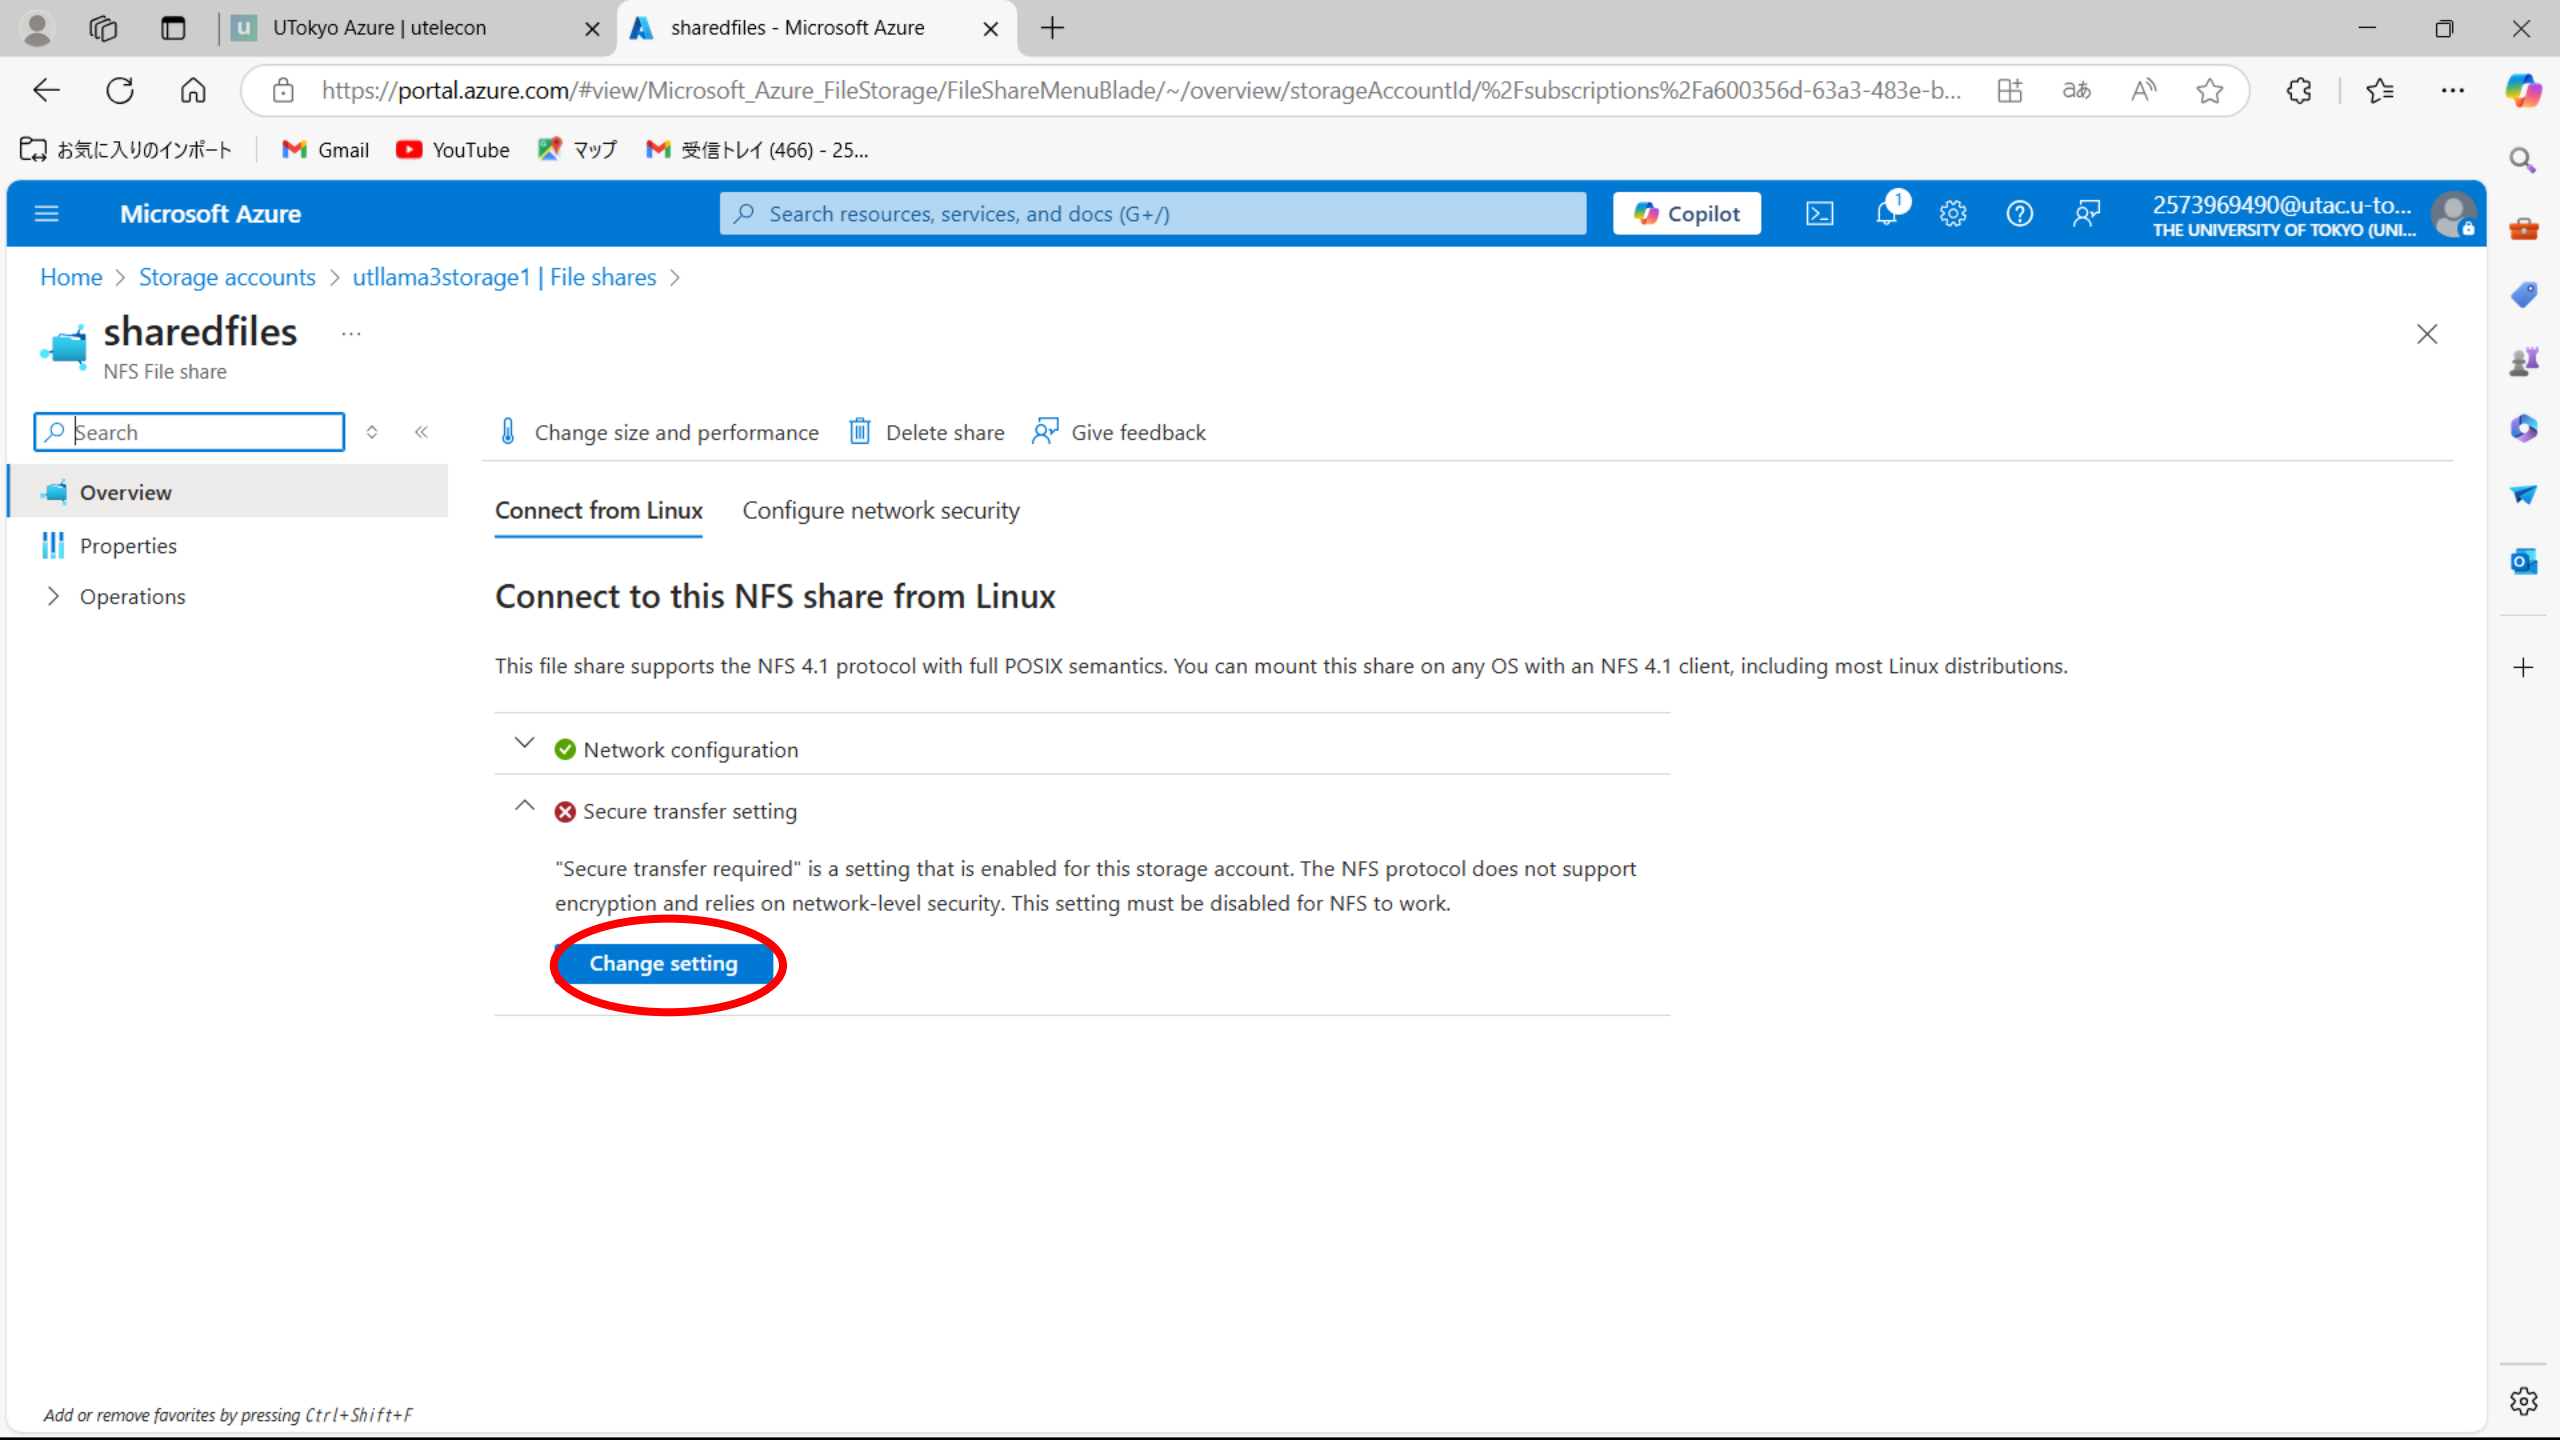 UTokyo Azure | utelecon
sharedfiles - Microsoft Azure
https://portal.azure.com/#view/Microsoft_Azure_FileStorage/FileShareMenuBlade/~/overview/storageAccountId/%2Fsubscriptions%2Fa600356d-63a3-483e-b...
お気に入りのインポート
Gmail
YouTube
マップ
受信トレイ (466) - 25...
Microsoft Azure
Search resources, services, and docs (G+/)
Copilot
1
2573969490@utac.u-to...
THE UNIVERSITY OF TOKYO (UNI...
Home > Storage accounts > utllama3storage1 | File shares >
sharedfiles
...
NFS File share
Search
Change size and performance
Delete share
Give feedback
Overview
Properties
Operations
Connect from Linux
Configure network security
Connect to this NFS share from Linux
This file share supports the NFS 4.1 protocol with full POSIX semantics. You can mount this share on any OS with an NFS 4.1 client, including most Linux distributions.
Network configuration
Secure transfer setting
"Secure transfer required" is a setting that is enabled for this storage account. The NFS protocol does not support
encryption and relies on network-level security. This setting must be disabled for NFS to work.
Change setting
Add or remove favorites by pressing Ctrl+Shift+F